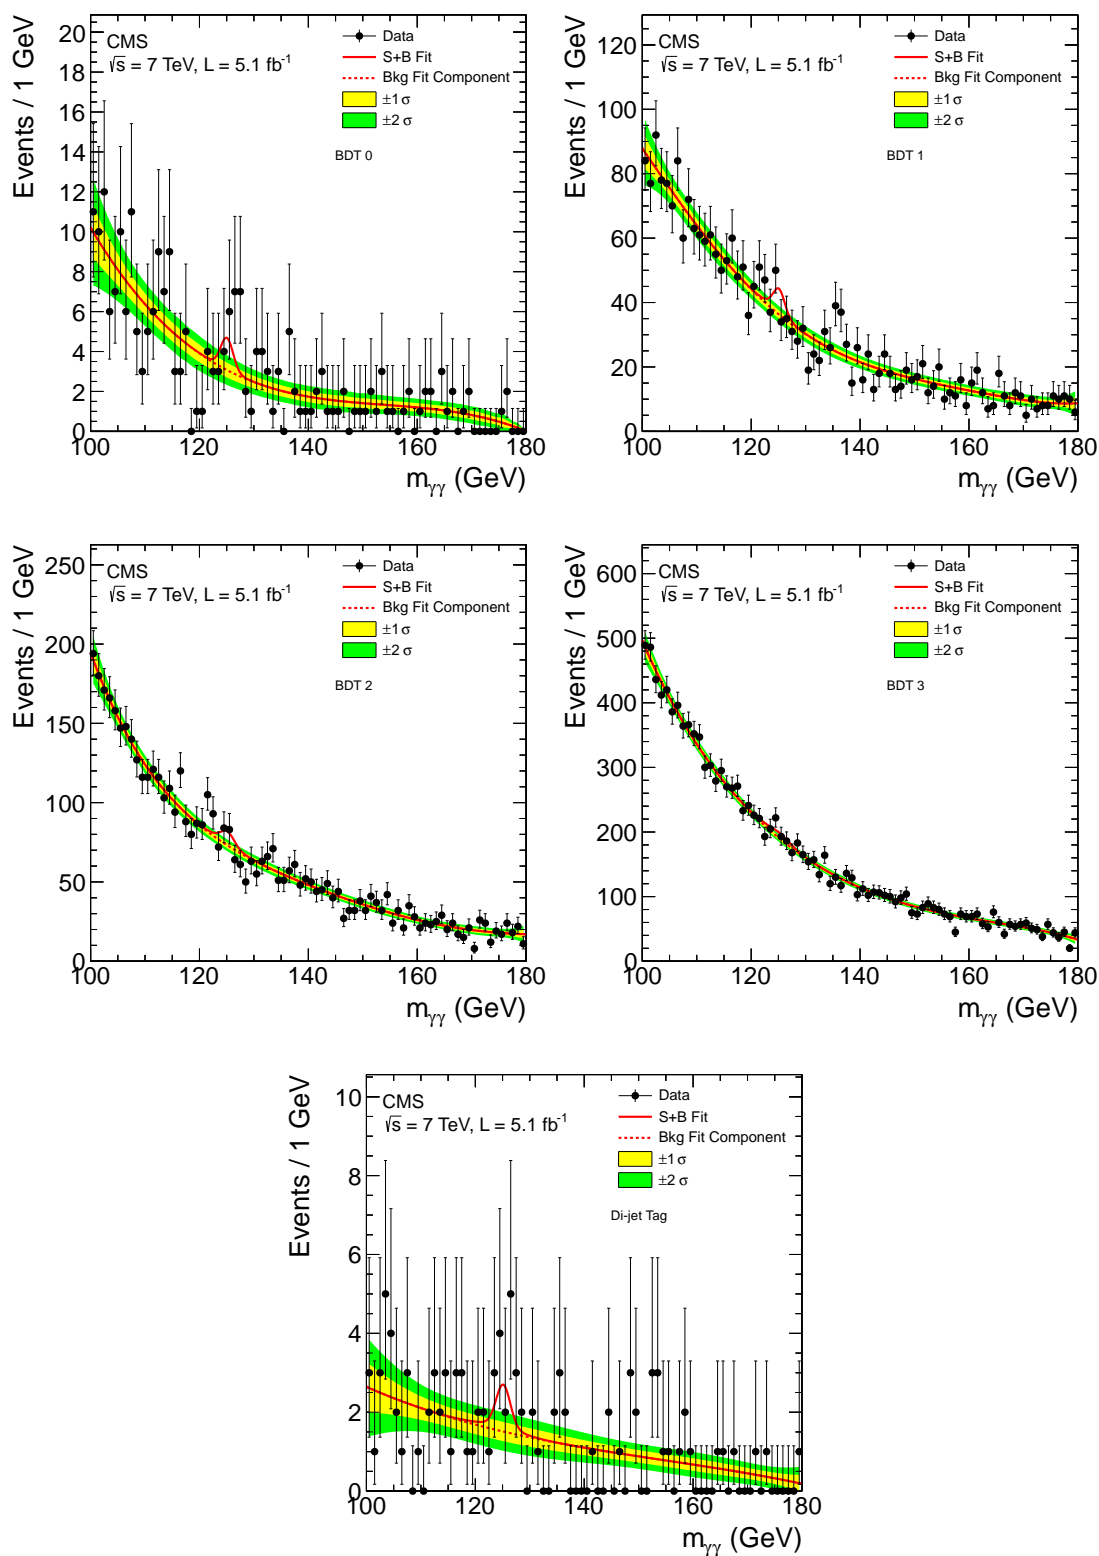 Events / 1 GeV
20
18
16
14
12
10
8
6
4
2
0
CMS
√s = 7 TeV, L = 5.1 fb-1
Data
S+B Fit
Bkg Fit Component
±1 σ
±2 σ
BDT 0
100 120 140 160 180
mγγ (GeV)
Events / 1 GeV
120
100
80
60
40
20
0
CMS
√s = 7 TeV, L = 5.1 fb-1
Data
S+B Fit
Bkg Fit Component
±1 σ
±2 σ
BDT 1
100 120 140 160 180
mγγ (GeV)
Events / 1 GeV
250
200
150
100
50
0
CMS
√s = 7 TeV, L = 5.1 fb-1
Data
S+B Fit
Bkg Fit Component
±1 σ
±2 σ
BDT 2
100 120 140 160 180
mγγ (GeV)
Events / 1 GeV
600
500
400
300
200
100
0
CMS
√s = 7 TeV, L = 5.1 fb-1
Data
S+B Fit
Bkg Fit Component
±1 σ
±2 σ
BDT 3
100 120 140 160 180
mγγ (GeV)
Events / 1 GeV
10
8
6
4
2
0
CMS
√s = 7 TeV, L = 5.1 fb-1
Data
S+B Fit
Bkg Fit Component
±1 σ
±2 σ
Di-jet Tag
100 120 140 160 180
mγγ (GeV)